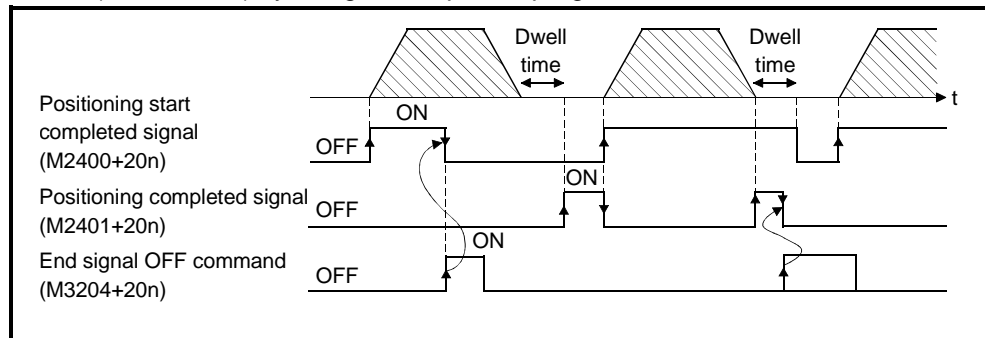 Dwell
time
Dwell
time
t
Positioning start
completed signal
(M2400+20n)
ON
OFF
Positioning completed signal
(M2401+20n)
OFF
ON
End signal OFF command
(M3204+20n)
OFF
ON